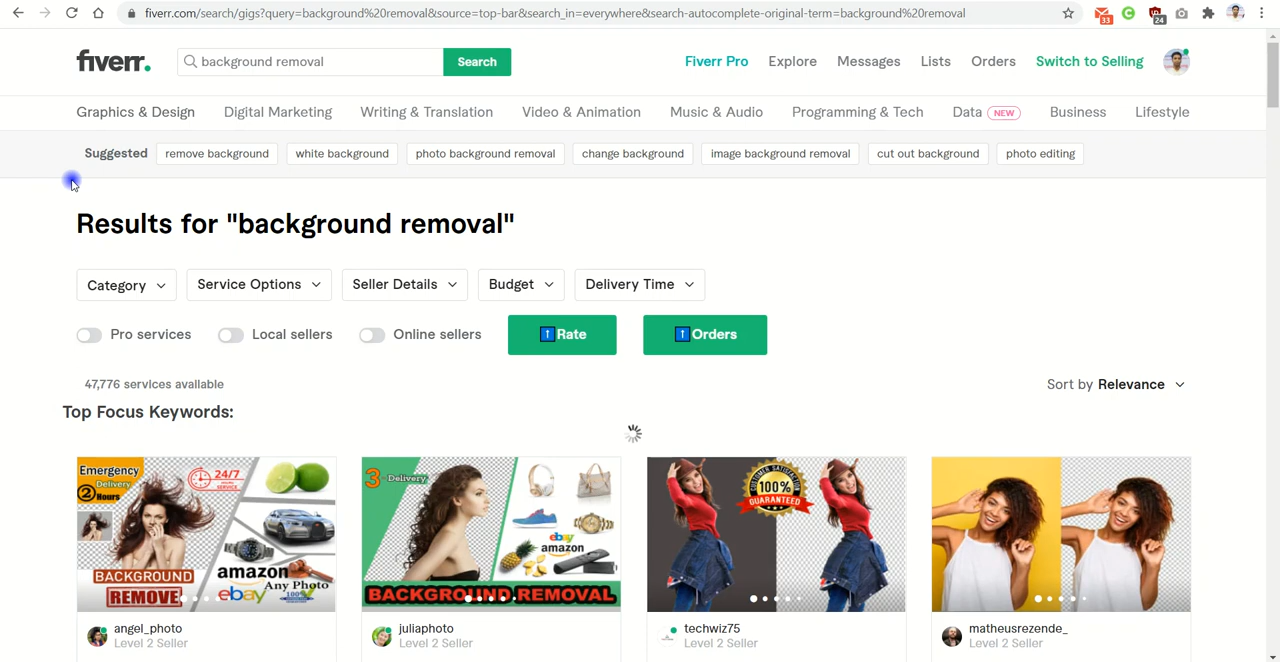 fiverr.com/search/gigs?query=background%20removal&source=top-bar&search_in=everywhere&search-autocomplete-original-term=background%20removal
33
24
fiverr.
background removal
Search
Fiverr Pro
Explore
Messages
Lists
Orders
Switch to Selling
Graphics & Design
Digital Marketing
Writing & Translation
Video & Animation
Music & Audio
Programming & Tech
Data NEW
Business
Lifestyle
Suggested
remove background
white background
photo background removal
change background
image background removal
cut out background
photo editing
Results for "background removal"
Category
Service Options
Seller Details
Budget
Delivery Time
Pro services
Local sellers
Online sellers
Rate
Orders
47,776 services available
Sort by Relevance
Top Focus Keywords:
Emergency
Delivery
2 Hours
24/7
BACKGROUND
REMOVE
amazon
ebay
Any Photo
100%
3 Delivery
ebay
amazon
BACKGROUND REMOVAL
CUSTOMER SATISFACTION
100%
GUARANTEED
angel_photo
Level 2 Seller
juliaphoto
Level 2 Seller
techwiz75
Level 2 Seller
matheusrezende_
Level 2 Seller